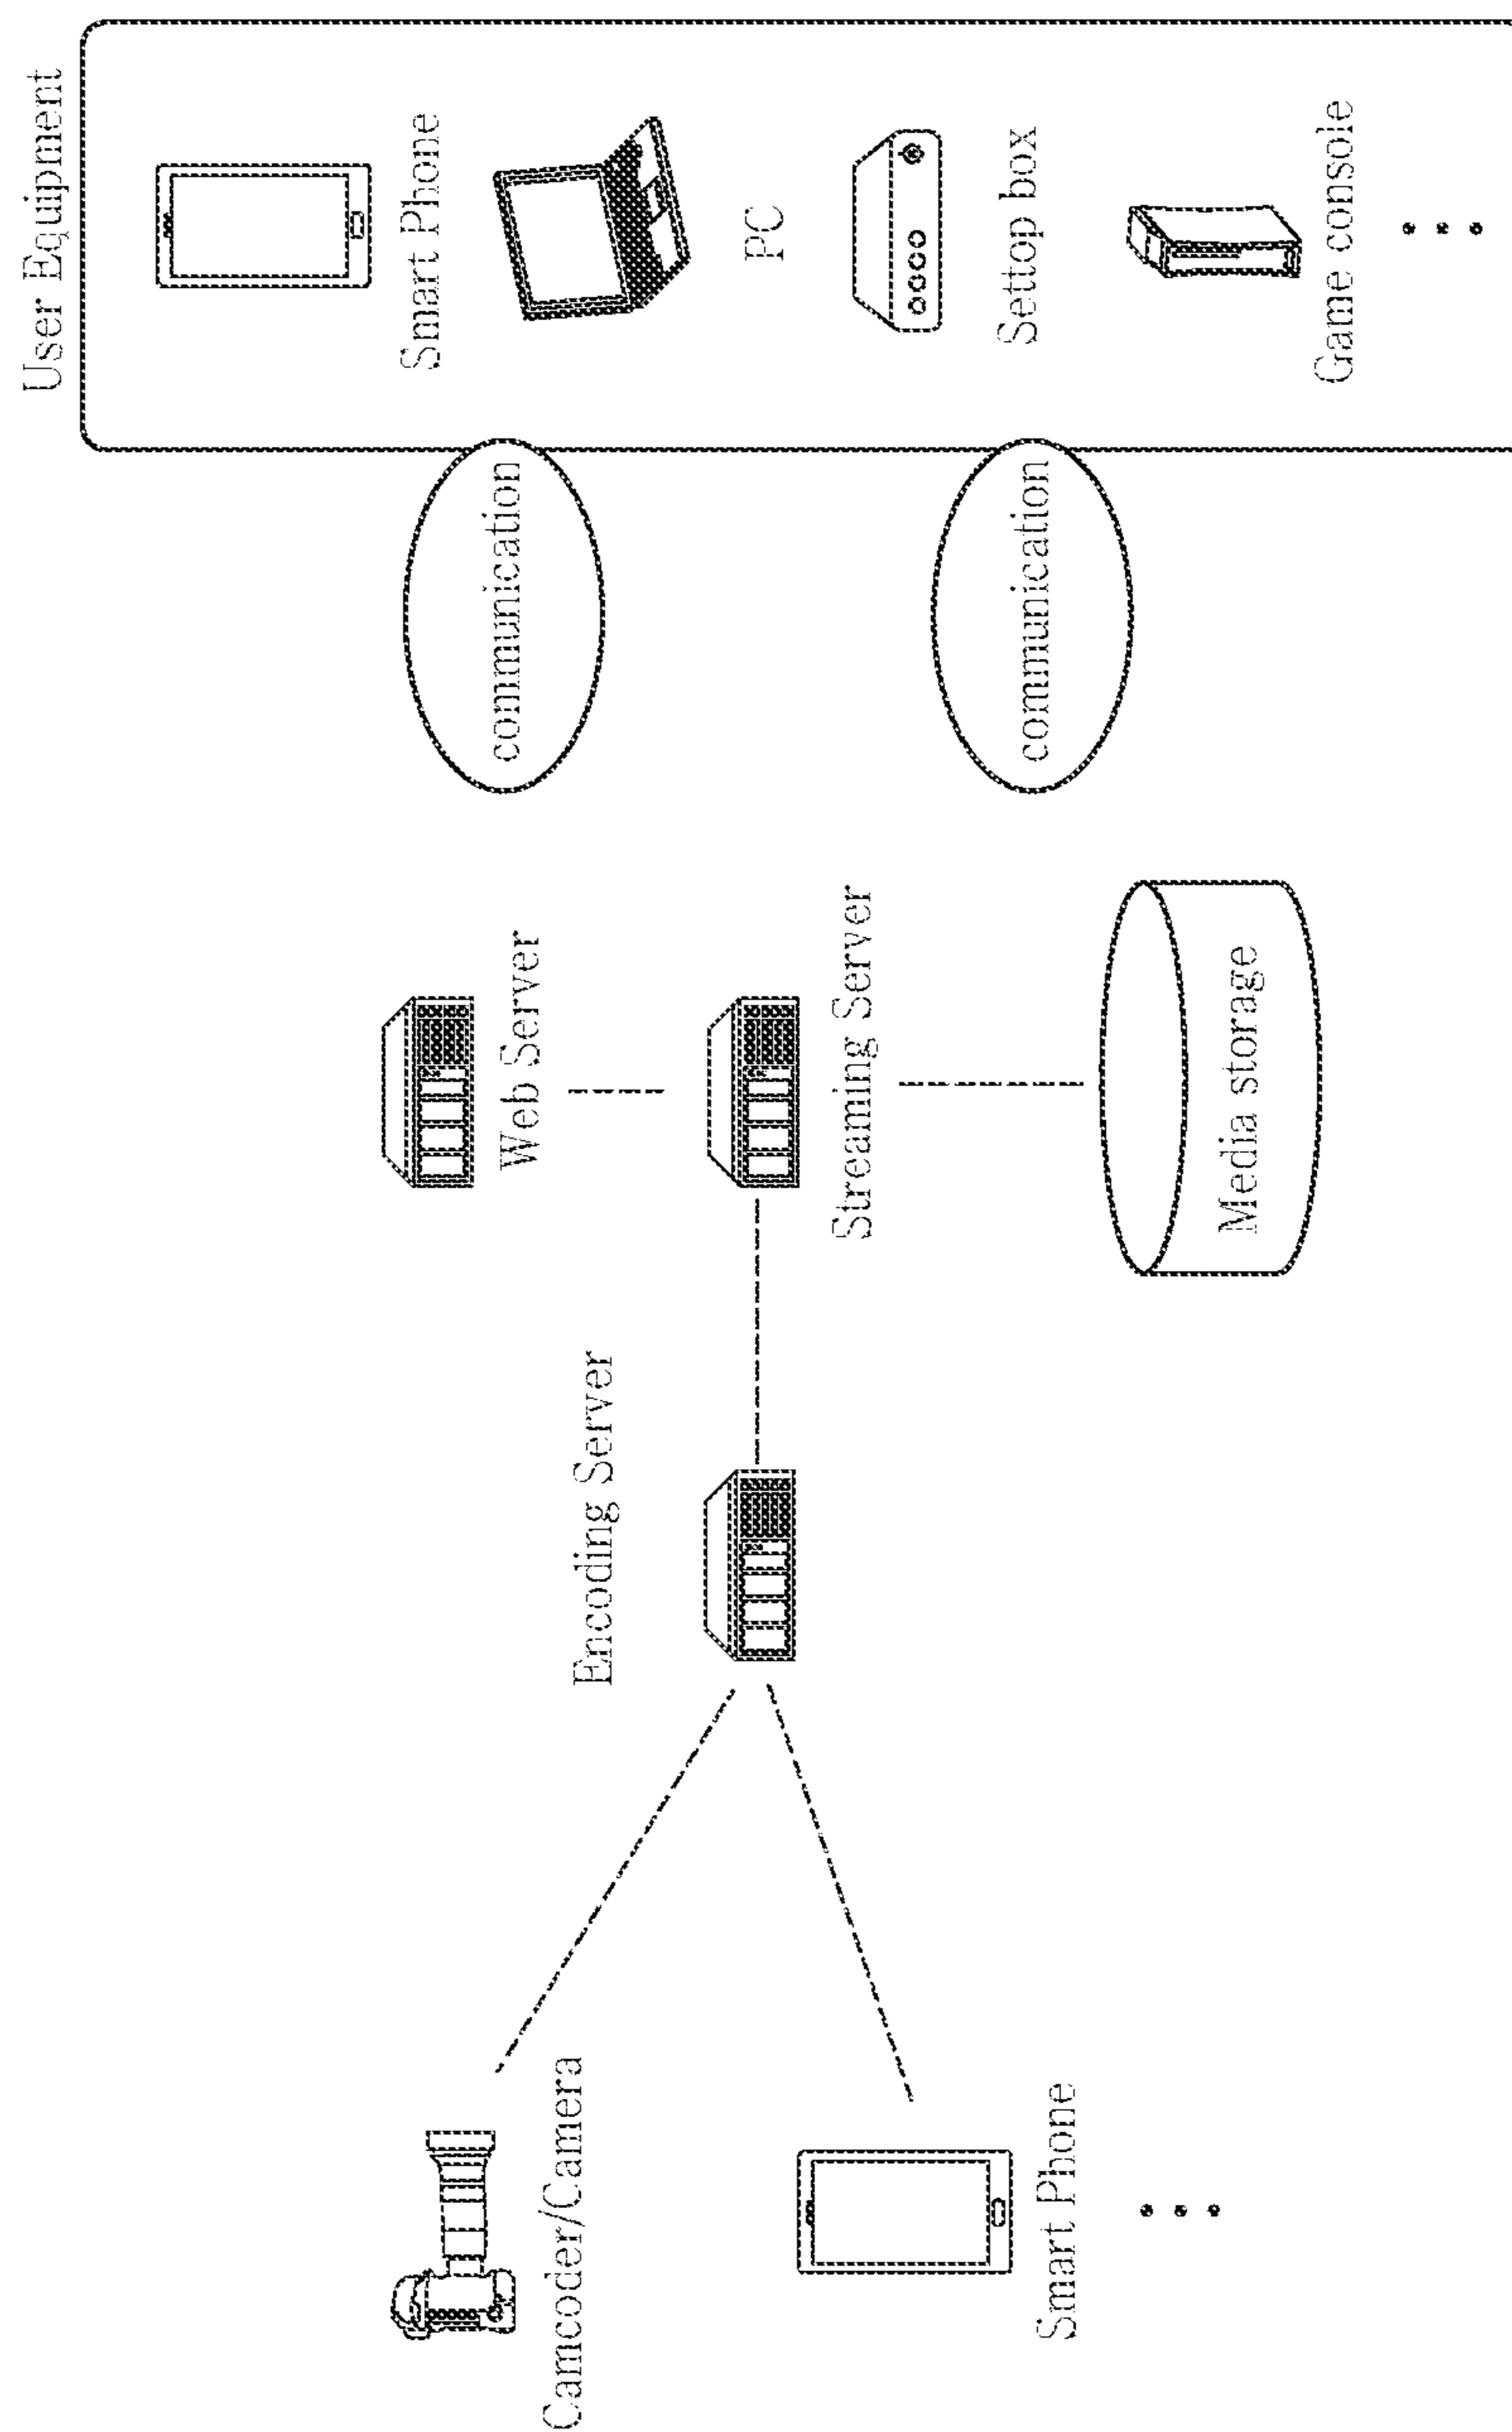 User Equipment
Smart Phone
PC
Settop box
Game console
communication
communication
Web Server
Streaming Server
Media storage
Encoding Server
Camcoder/Camera
Smart Phone